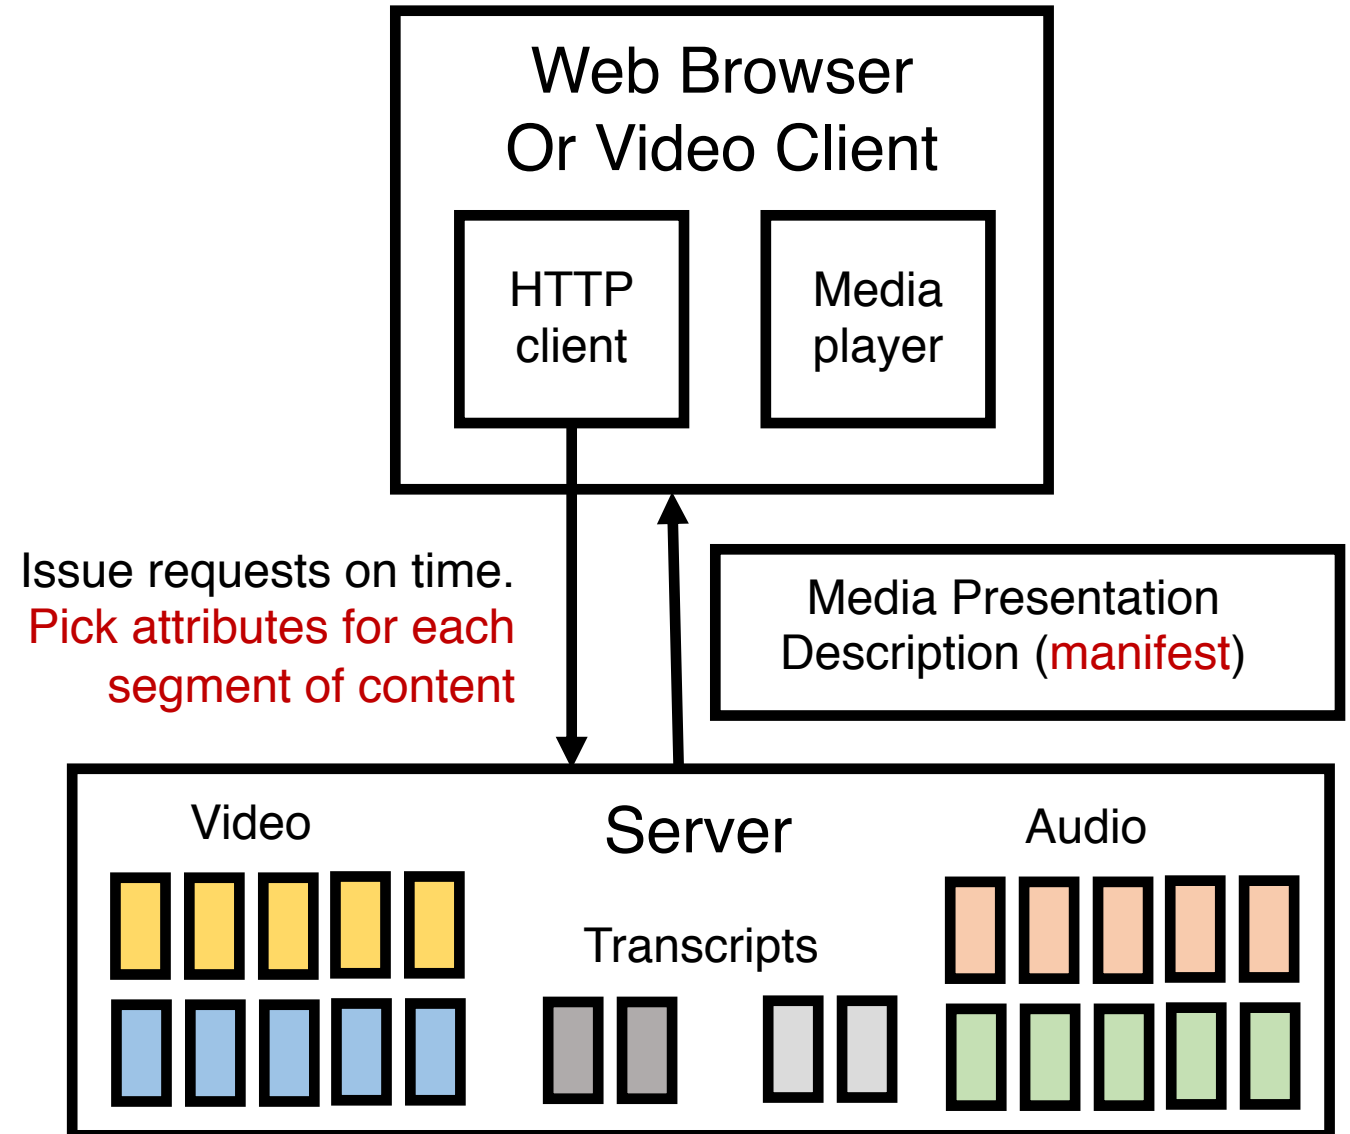 Web Browser
Or Video Client
HTTP
client
Media
player
Issue requests on time.
Pick attributes for each
segment of content
Media Presentation
Description (manifest)
Video
Server
Audio
Transcripts